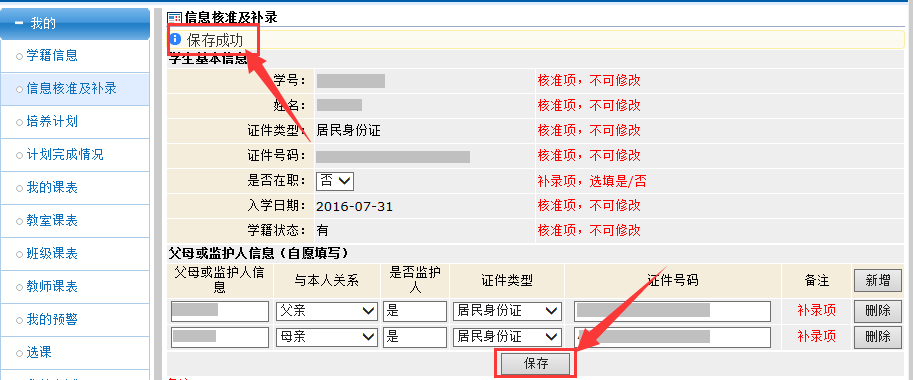 我的
学籍信息
信息核准及补录
培养计划
计划完成情况
我的课表
教室课表
班级课表
教师课表
我的预警
选课
信息核准及补录
保存成功
学生基本信息
学号： 核准项，不可修改
姓名： 核准项，不可修改
证件类型： 居民身份证 核准项，不可修改
证件号码： 核准项，不可修改
是否在职： 否 补录项，选填是/否
入学日期： 2016-07-31 核准项，不可修改
学籍状态： 有 核准项，不可修改
父母或监护人信息（自愿填写）
父母或监护人信息 与本人关系 是否监护人 证件类型 证件号码 备注 新增
父亲 是 居民身份证 补录项 删除
母亲 是 居民身份证 补录项 删除
保存